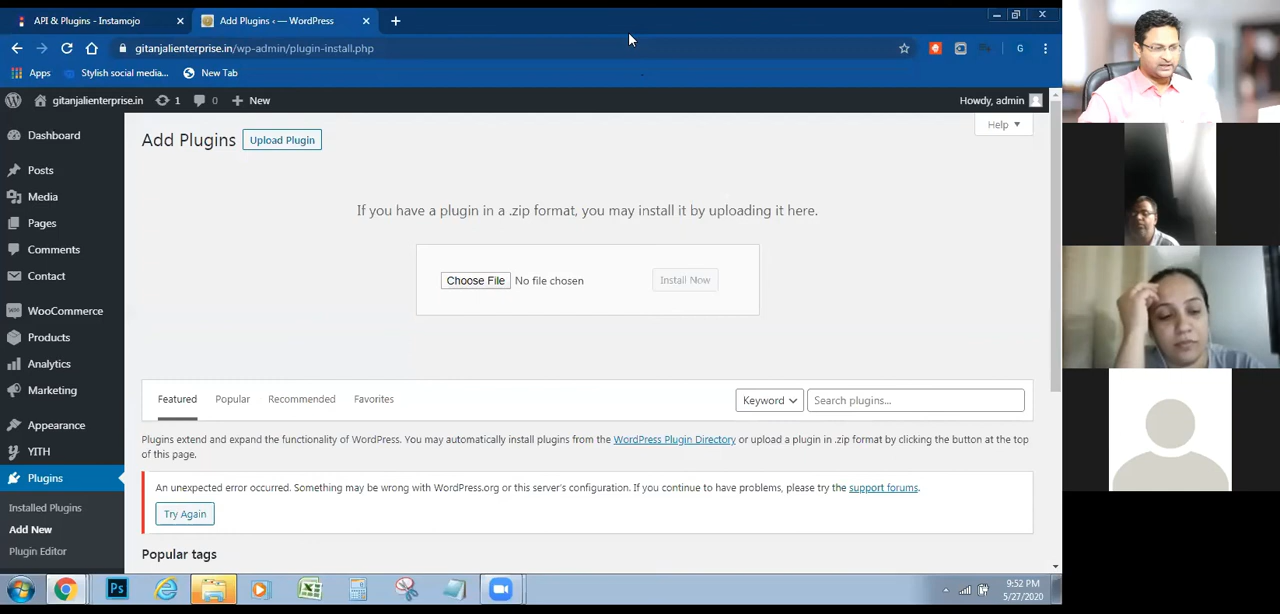 API & Plugins - Instamojo
Add Plugins ‹ — WordPress
gitanjalienterprise.in/wp-admin/plugin-install.php
G
Apps
Stylish social media...
New Tab
gitanjalienterprise.in
1
0
New
Howdy, admin
Dashboard
Posts
Media
Pages
Comments
Contact
WooCommerce
Products
Analytics
Marketing
Appearance
YITH
Plugins
Installed Plugins
Add New
Plugin Editor
Add Plugins
Upload Plugin
Help
If you have a plugin in a .zip format, you may install it by uploading it here.
Choose File No file chosen
Install Now
Featured
Popular
Recommended
Favorites
Keyword
Search plugins...
Plugins extend and expand the functionality of WordPress. You may automatically install plugins from the WordPress Plugin Directory or upload a plugin in .zip format by clicking the button at the top
of this page.
An unexpected error occurred. Something may be wrong with WordPress.org or this server's configuration. If you continue to have problems, please try the support forums.
Try Again
Popular tags
Ps
9:52 PM
5/27/2020